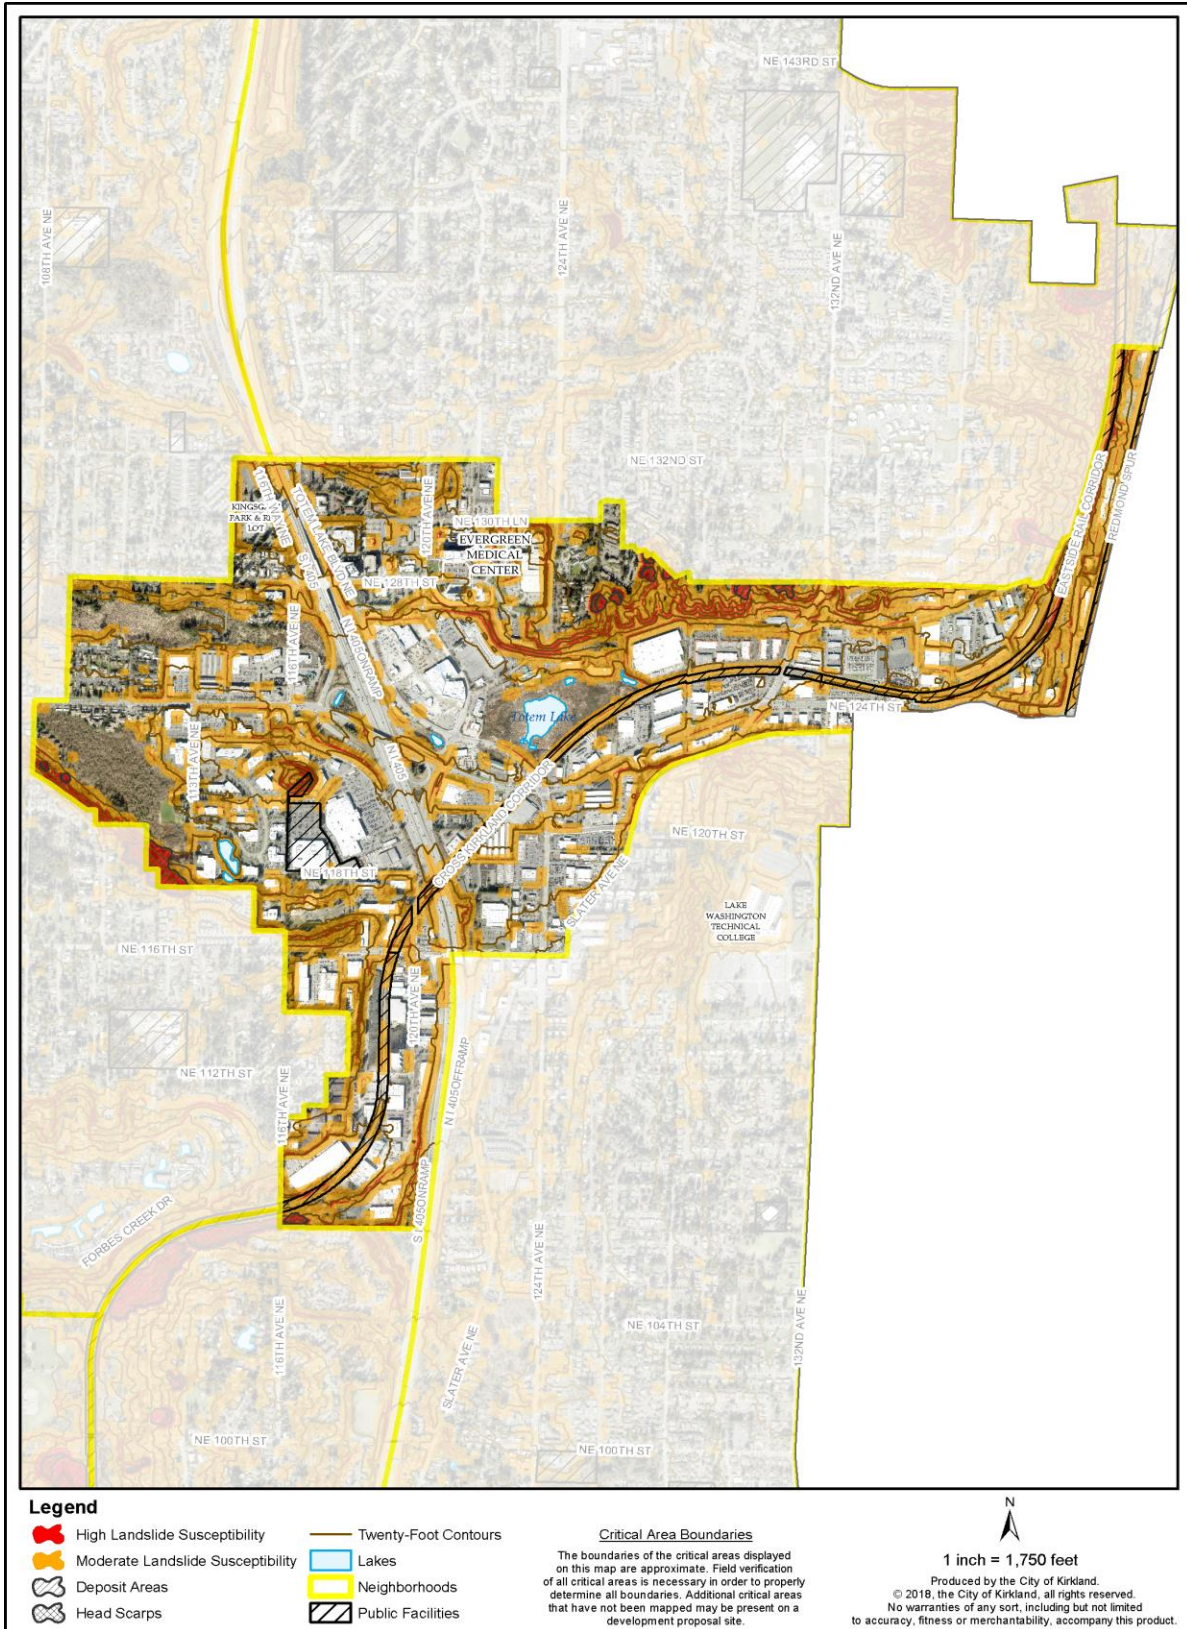 NE 143RD ST
108TH AVE NE
124TH AVE NE
132ND AVE NE
NE 132ND ST
EASTSIDE RAIL CORRIDOR
REDMOND SPUR
116TH WAY NE
TOTEM LAKE BLVD NE
S I 405
KINGSGATE
PARK & RIDE
LOT
120TH AVE NE
NE 130TH LN
EVERGREEN
MEDICAL
CENTER
NE 128TH ST
116TH AVE NE
N I 405 ONRAMP
Totem Lake
NE 124TH ST
113TH AVE NE
N I 405
CROSS KIRKLAND CORRIDOR
NE 120TH ST
NE 118TH ST
SLATER AVE NE
LAKE
WASHINGTON
TECHNICAL
COLLEGE
NE 116TH ST
120TH AVE NE
NE 112TH ST
116TH AVE NE
N I 405 OFFRAMP
S I 405 ONRAMP
FORBES CREEK DR
124TH AVE NE
116TH AVE NE
NE 104TH ST
132ND AVE NE
SLATER AVE NE
NE 100TH ST
NE 100TH ST
Legend
High Landslide Susceptibility
Moderate Landslide Susceptibility
Deposit Areas
Head Scarps
Twenty-Foot Contours
Lakes
Neighborhoods
Public Facilities
Critical Area Boundaries
The boundaries of the critical areas displayed
on this map are approximate. Field verification
of all critical areas is necessary in order to properly
determine all boundaries. Additional critical areas
that have not been mapped may be present on a
development proposal site.
N
1 inch = 1,750 feet
Produced by the City of Kirkland.
© 2018, the City of Kirkland, all rights reserved.
No warranties of any sort, including but not limited
to accuracy, fitness or merchantability, accompany this product.